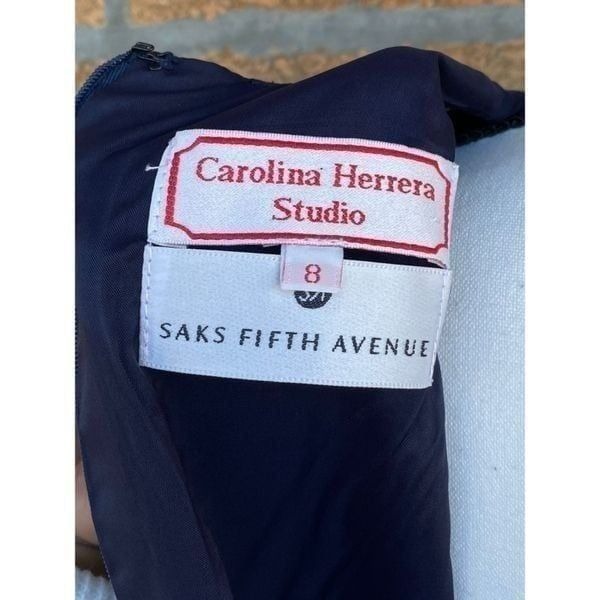 Carolina Herrera
Studio
8
SAKS FIFTH AVENUE